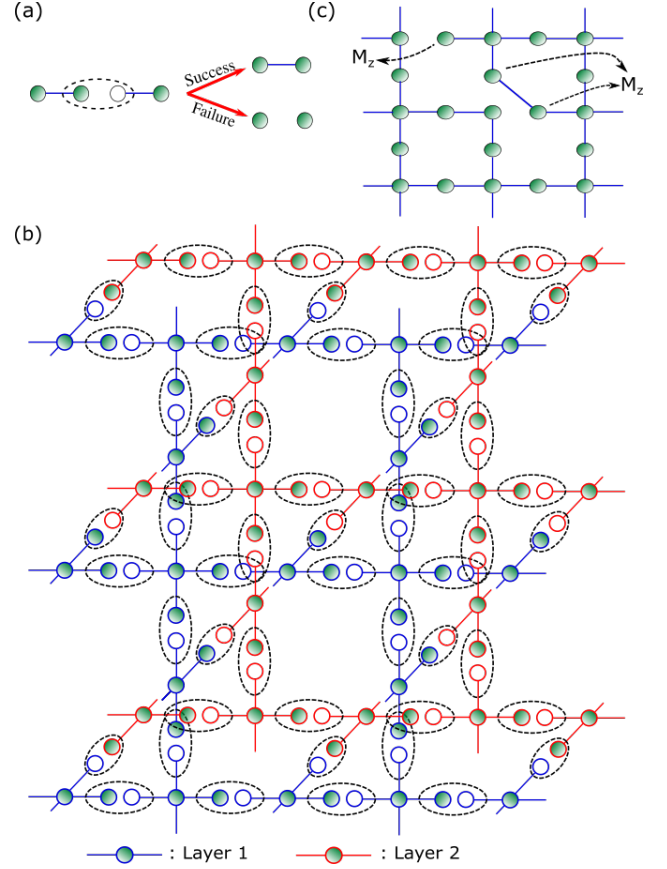 (a)
Success
Failure
(c)
Mz
Mz
(b)
: Layer 1
: Layer 2